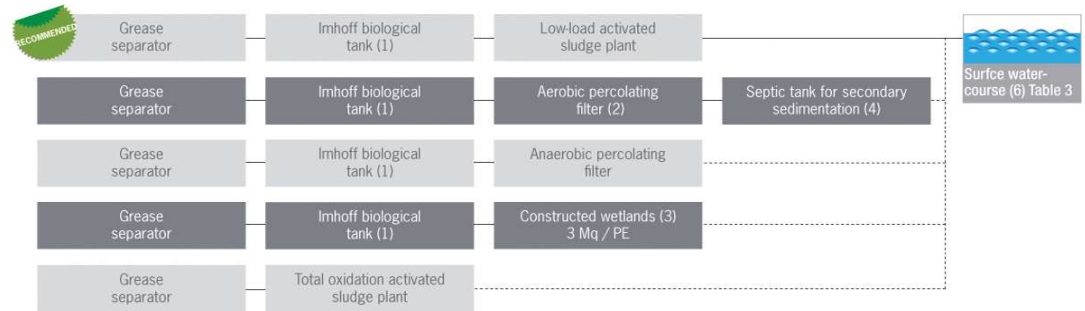 RECOMMENDED
Grease
separator
Imhoff biological
tank (1)
Low-load activated
sludge plant
Surfce water-
course (6) Table 3
Grease
separator
Imhoff biological
tank (1)
Aerobic percolating
filter (2)
Septic tank for secondary
sedimentation (4)
Grease
separator
Imhoff biological
tank (1)
Anaerobic percolating
filter
Grease
separator
Imhoff biological
tank (1)
Constructed wetlands (3)
3 Mq / PE
Grease
separator
Total oxidation activated
sludge plant